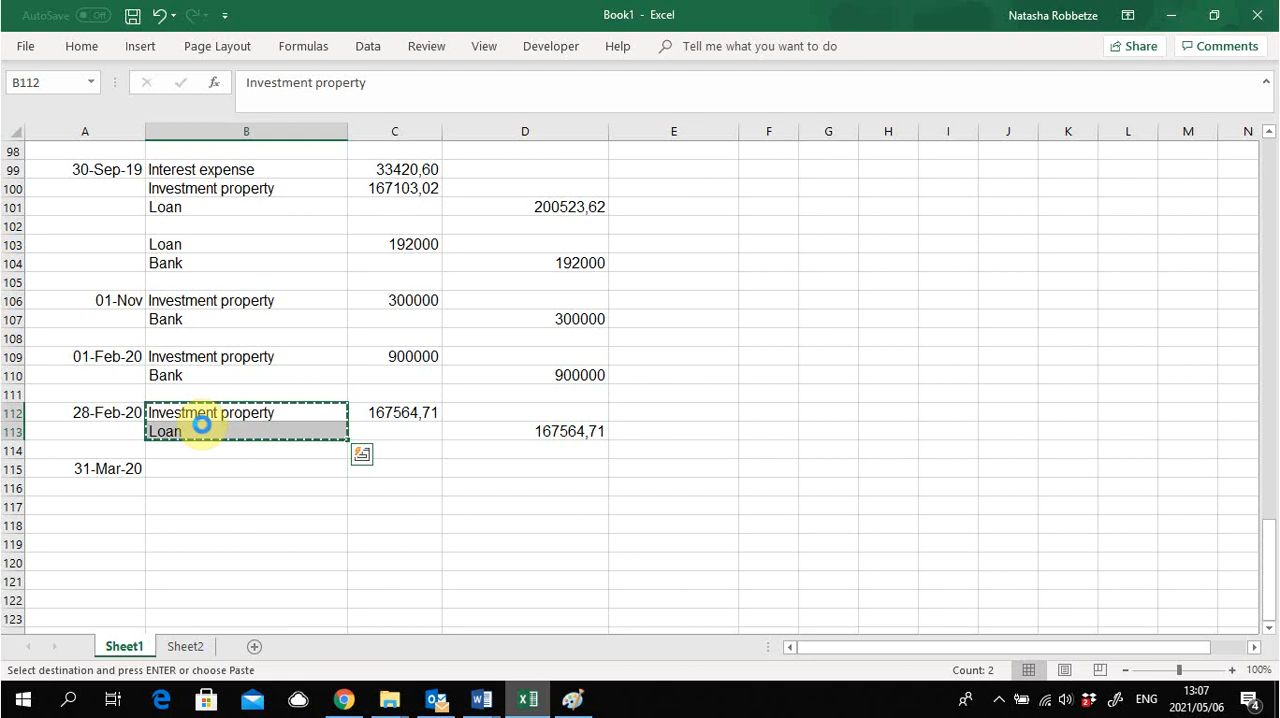 AutoSave Off
Book1 - Excel
Natasha Robbetze
File Home Insert Page Layout Formulas Data Review View Developer Help Tell me what you want to do Share Comments
B112 fx Investment property
A B C D E F G H I J K L M N
98
99 30-Sep-19 Interest expense 33420,60
100 Investment property 167103,02
101 Loan 200523,62
102
103 Loan 192000
104 Bank 192000
105
106 01-Nov Investment property 300000
107 Bank 300000
108
109 01-Feb-20 Investment property 900000
110 Bank 900000
111
112 28-Feb-20 Investment property 167564,71
113 Loan 167564,71
114
115 31-Mar-20
116
117
118
119
120
121
122
123
Sheet1 Sheet2
Select destination and press ENTER or choose Paste Count: 2 100%
ENG 13:07
2021/05/06 4